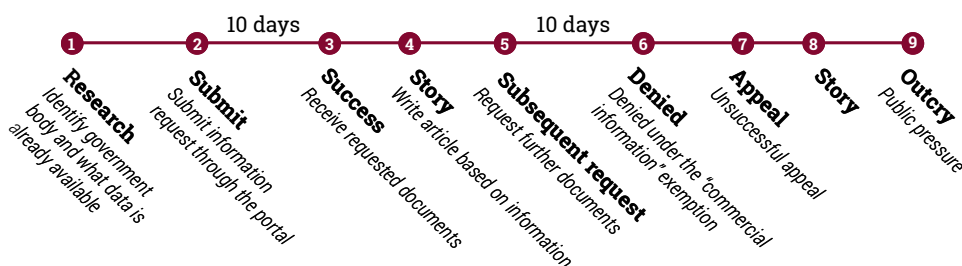 10 days
10 days
1
2
3
4
5
6
7
8
9
Research
Identify government
body and what data is
already available
Submit
Submit information
request through the portal
Success
Receive requested documents
Story
Write article based on information
Subsequent request
Request further documents
Denied
Denied under the “commercial
information” exemption
Appeal
Unsuccessful appeal
Story
Outcry
Public pressure